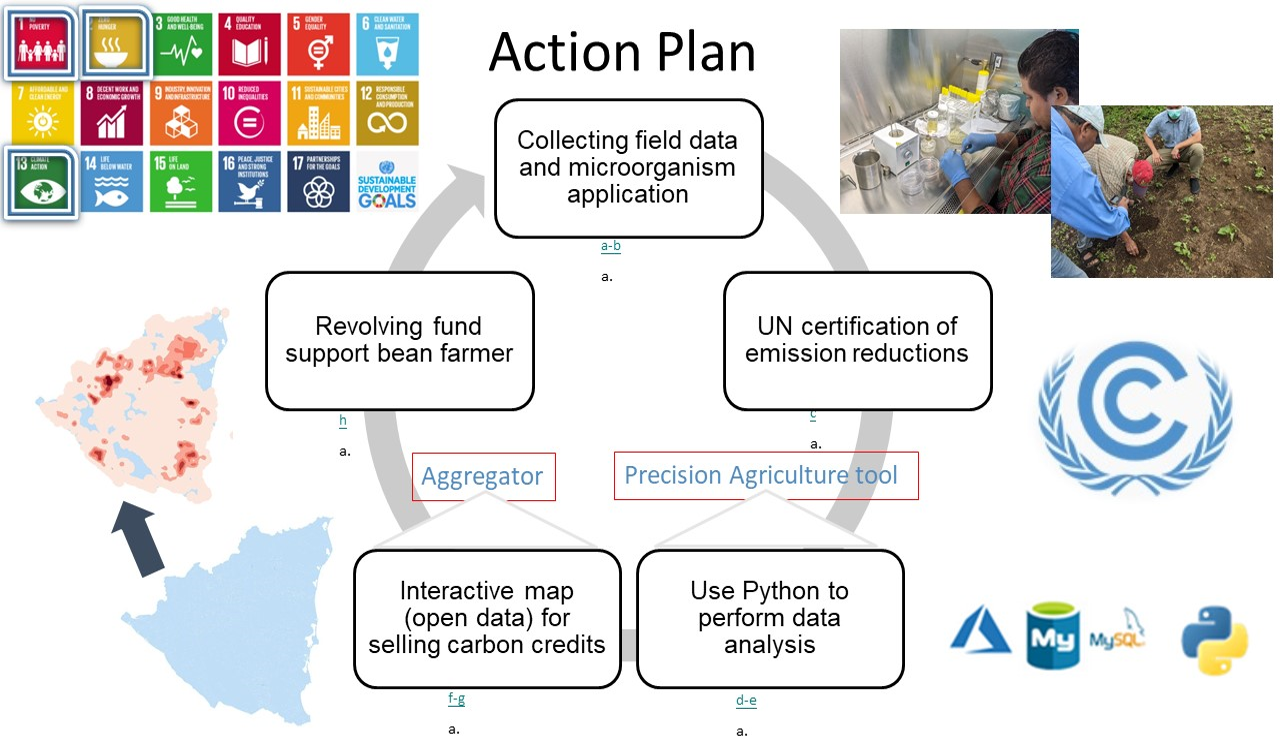 Action Plan
1 NO
POVERTY
2 ZERO
HUNGER
3 GOOD HEALTH
AND WELL-BEING
4 QUALITY
EDUCATION
5 GENDER
EQUALITY
6 CLEAN WATER
AND SANITATION
7 AFFORDABLE AND
CLEAN ENERGY
8 DECENT WORK AND
ECONOMIC GROWTH
9 INDUSTRY, INNOVATION
AND INFRASTRUCTURE
10 REDUCED
INEQUALITIES
11 SUSTAINABLE CITIES
AND COMMUNITIES
12 RESPONSIBLE
CONSUMPTION
AND PRODUCTION
13 CLIMATE
ACTION
14 LIFE
BELOW WATER
15 LIFE
ON LAND
16 PEACE, JUSTICE
AND STRONG
INSTITUTIONS
17 PARTNERSHIPS
FOR THE GOALS
SUSTAINABLE
DEVELOPMENT
GOALS
Collecting field data
and microorganism
application
a-b
a.
UN certification of
emission reductions
c
a.
Precision Agriculture tool
Use Python to
perform data
analysis
d-e
a.
Aggregator
Interactive map
(open data) for
selling carbon credits
f-g
a.
Revolving fund
support bean farmer
h
a.
My
MySQL